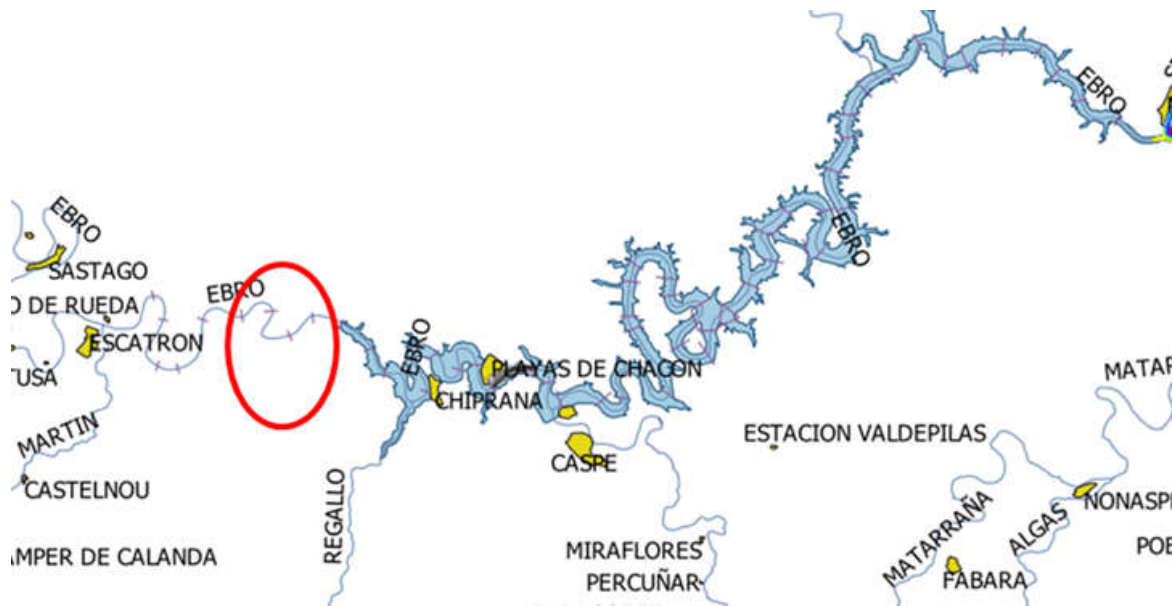 EBRO
EBRO
SASTAGO
O DE RUEDA
EBRO
ESCATRON
EBRO
EBRO
PLAYAS DE CHACON
TUSA
CHIPRANA
MARTIN
ESTACION VALDEPILAS
MATAR
CASPE
CASTELNOU
REGALLO
NONASP
MATARRAÑA
ALGAS
MIRAFLORES
POE
AMPER DE CALANDA
PERCUÑAR
FABARA